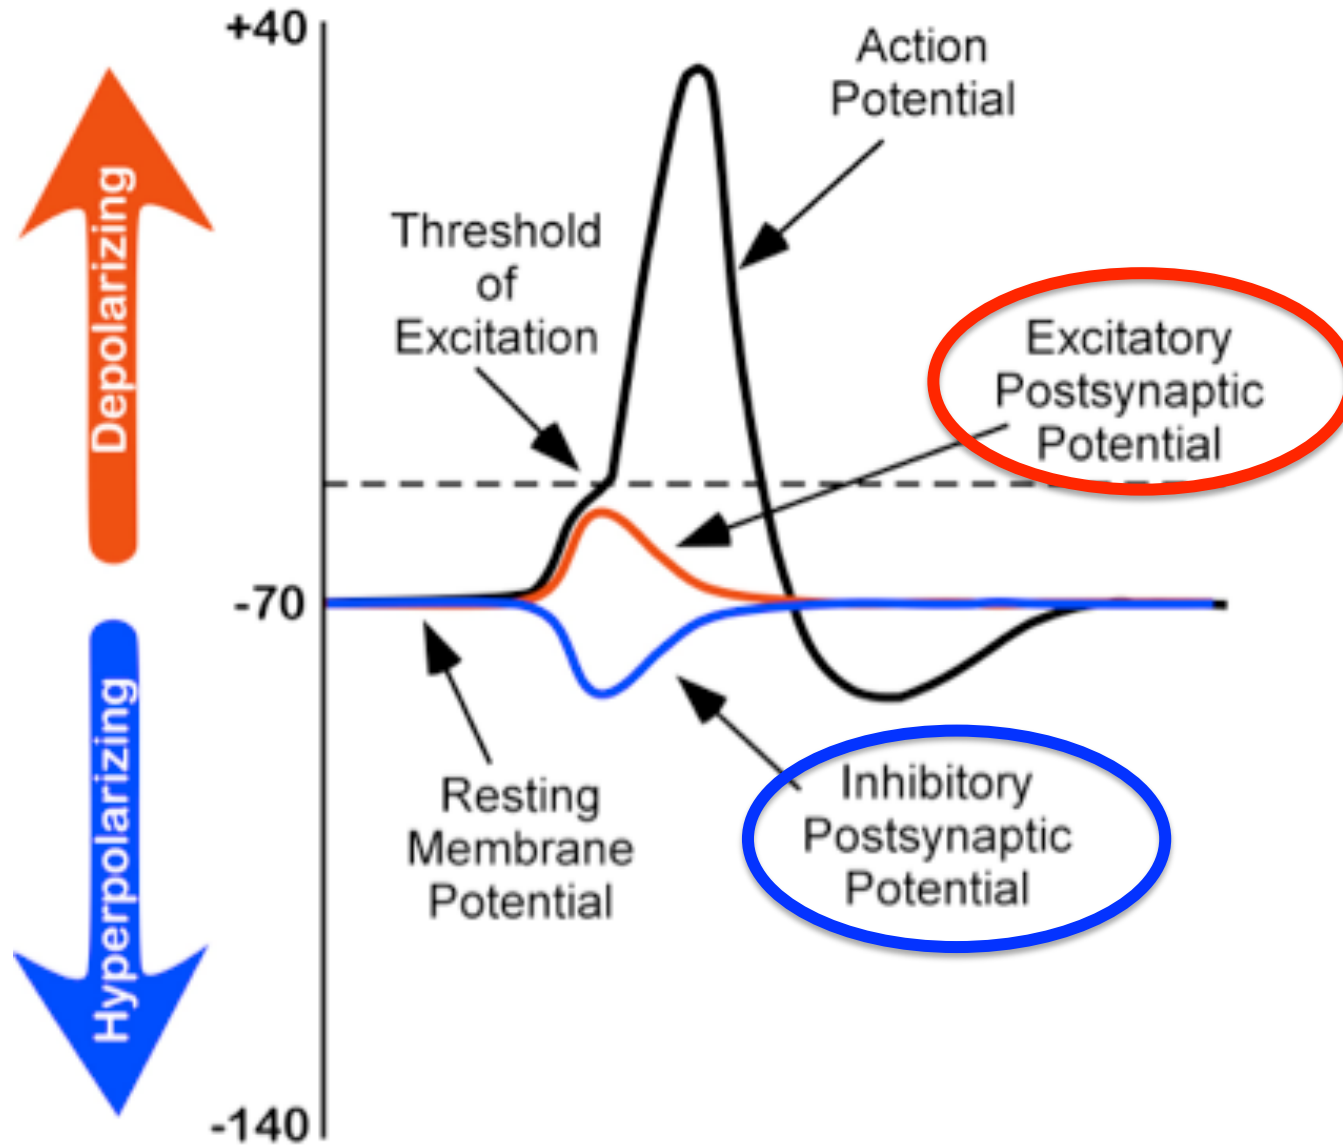 +40
Action
Potential
Depolarizing
Threshold
of
Excitation
Excitatory
Postsynaptic
Potential
-70
Hyperpolarizing
Resting
Membrane
Potential
Inhibitory
Postsynaptic
Potential
-140